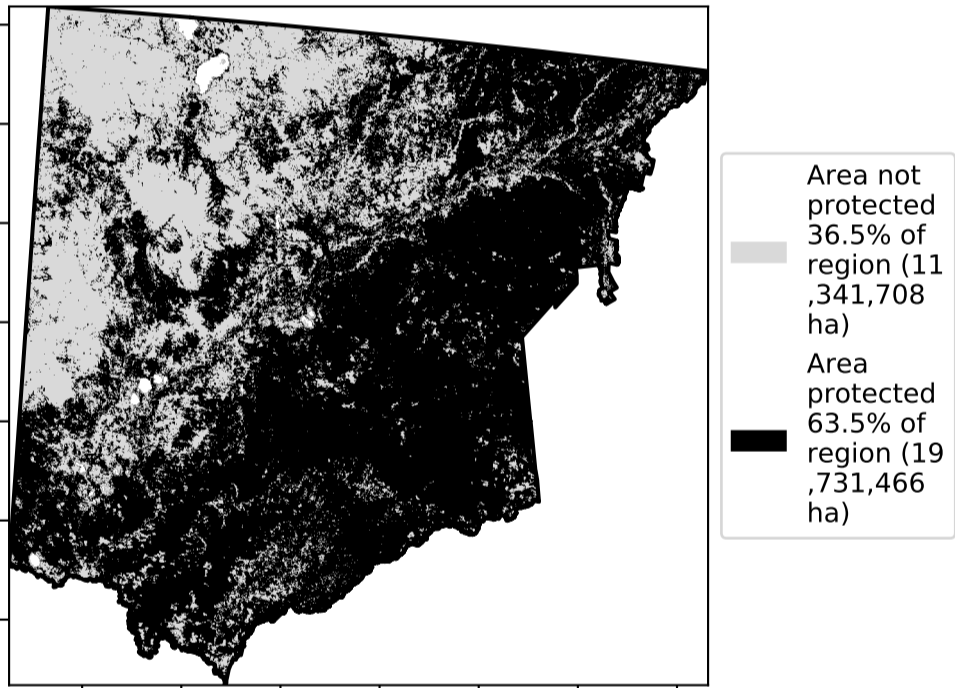 Area not
protected
36.5% of
region (11
,341,708
ha)
Area
protected
63.5% of
region (19
,731,466
ha)